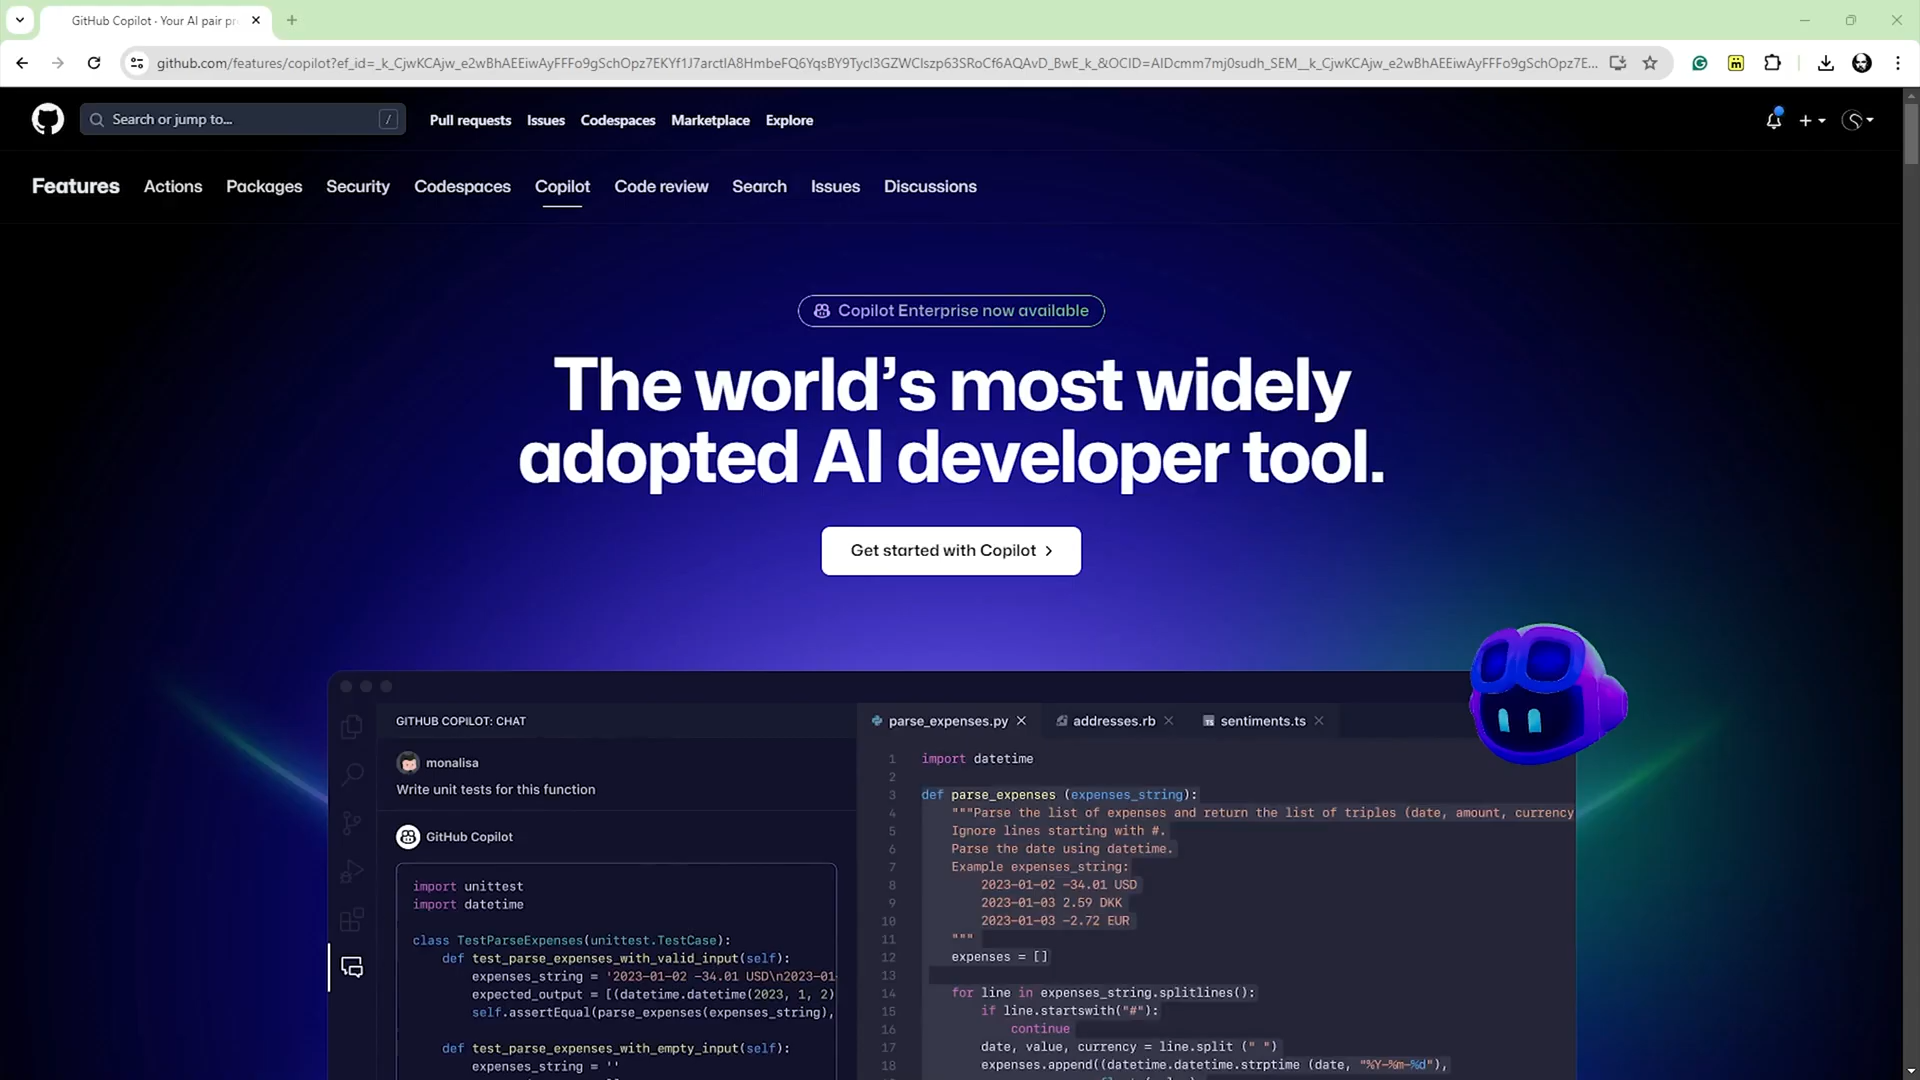 GitHub Copilot - Your AI pair pr
github.com/features/copilot?ef_id=_k_CjwKCAjw_e2wBhAEEiwAyFFFo9gSchOpz7EKYf1J7arctIA8HmbeFQ6YqsBY9TycI3GZWCIszp63SRoCf6AQAvD_BwE_k_&OCID=AIDcmm7mj0sudh_SEM__k_CjwKCAjw_e2wBhAEEiwAyFFFo9gSchOpz7E...
Search or jump to...
/
Pull requests
Issues
Codespaces
Marketplace
Explore
Features
Actions
Packages
Security
Codespaces
Copilot
Code review
Search
Issues
Discussions
Copilot Enterprise now available
The world’s most widely
adopted AI developer tool.
Get started with Copilot
GITHUB COPILOT: CHAT
monalisa
Write unit tests for this function
GitHub Copilot
import unittest
import datetime
class TestParseExpenses(unittest.TestCase):
def test_parse_expenses_with_valid_input(self):
expenses_string = '2023-01-02 -34.01 USD\n2023-01-
expected_output = [(datetime.datetime(2023, 1, 2)
self.assertEqual(parse_expenses(expenses_string),
def test_parse_expenses_with_empty_input(self):
expenses_string = ''
parse_expenses.py
addresses.rb
sentiments.ts
1 import datetime
2
3 def parse_expenses (expenses_string):
4 """Parse the list of expenses and return the list of triples (date, amount, currency
5 Ignore lines starting with #.
6 Parse the date using datetime.
7 Example expenses_string:
8 2023-01-02 -34.01 USD
9 2023-01-03 2.59 DKK
10 2023-01-03 -2.72 EUR
11 """
12 expenses = []
13
14 for line in expenses_string.splitlines():
15 if line.startswith("#"):
16 continue
17 date, value, currency = line.split (" ")
18 expenses.append((datetime.datetime.strptime (date, "%Y-%m-%d"),